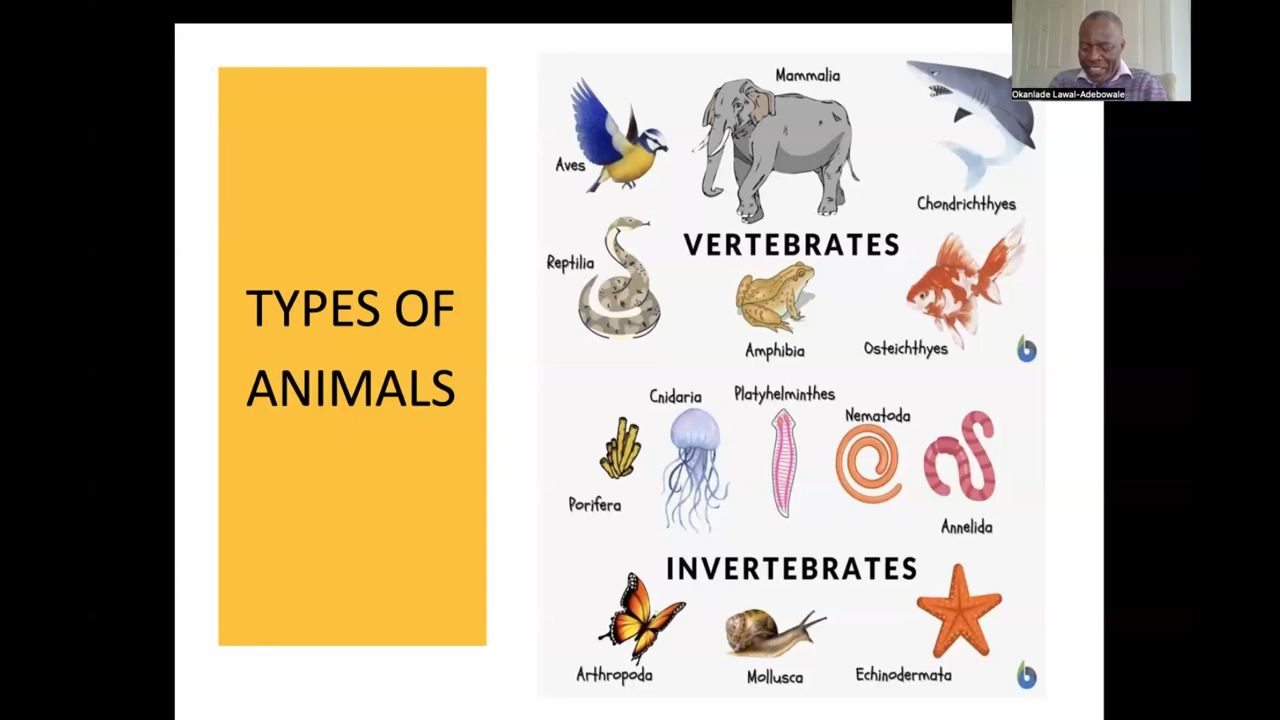 TYPES OF
ANIMALS
Mammalia
Okanlade Lawal-Adebowale
Aves
Chondrichthyes
VERTEBRATES
Reptilia
Amphibia
Osteichthyes
Cnidaria
Platyhelminthes
Nematoda
Porifera
Annelida
INVERTEBRATES
Arthropoda
Mollusca
Echinodermata